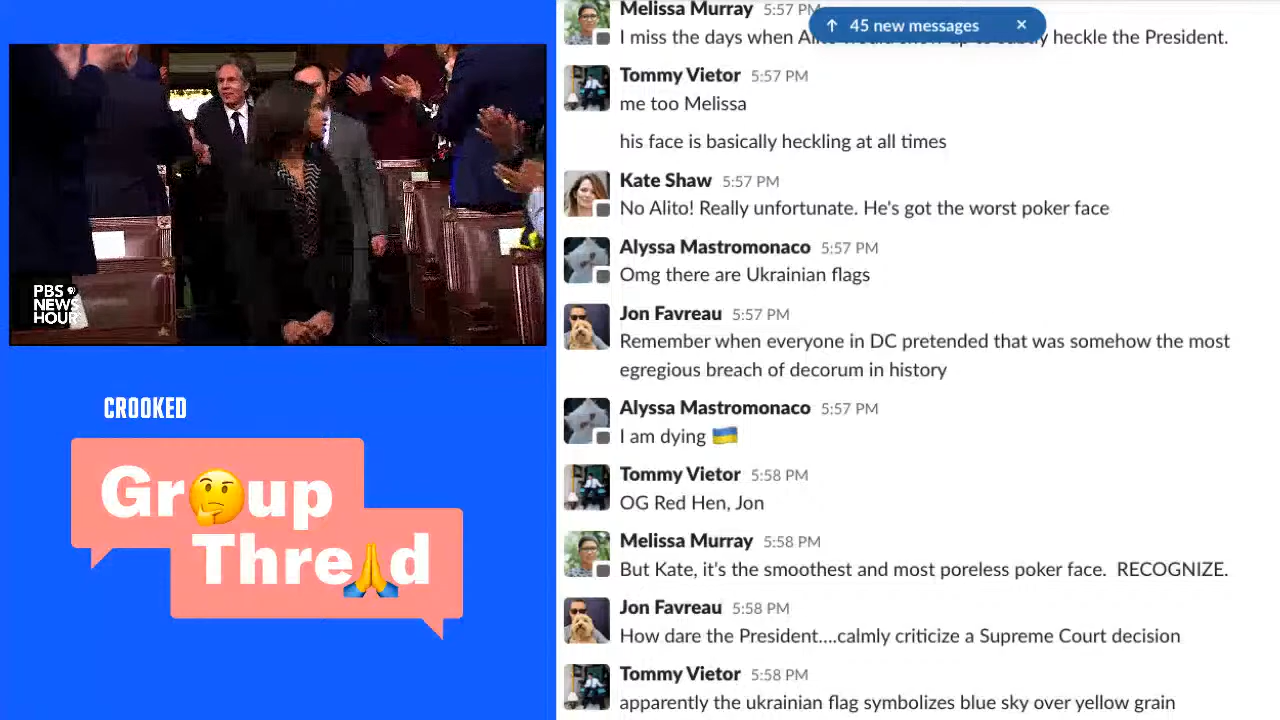 PBS
NEWS
HOUR
CROOKED
Gr🤔up
Thre🙏d
↑ 45 new messages ×
Melissa Murray 5:57 PM
I miss the days when heckle the President.
Tommy Vietor 5:57 PM
me too Melissa
his face is basically heckling at all times
Kate Shaw 5:57 PM
No Alito! Really unfortunate. He's got the worst poker face
Alyssa Mastromonaco 5:57 PM
Omg there are Ukrainian flags
Jon Favreau 5:57 PM
Remember when everyone in DC pretended that was somehow the most
egregious breach of decorum in history
Alyssa Mastromonaco 5:57 PM
I am dying 🇺🇦
Tommy Vietor 5:58 PM
OG Red Hen, Jon
Melissa Murray 5:58 PM
But Kate, it's the smoothest and most poreless poker face. RECOGNIZE.
Jon Favreau 5:58 PM
How dare the President....calmly criticize a Supreme Court decision
Tommy Vietor 5:58 PM
apparently the ukrainian flag symbolizes blue sky over yellow grain